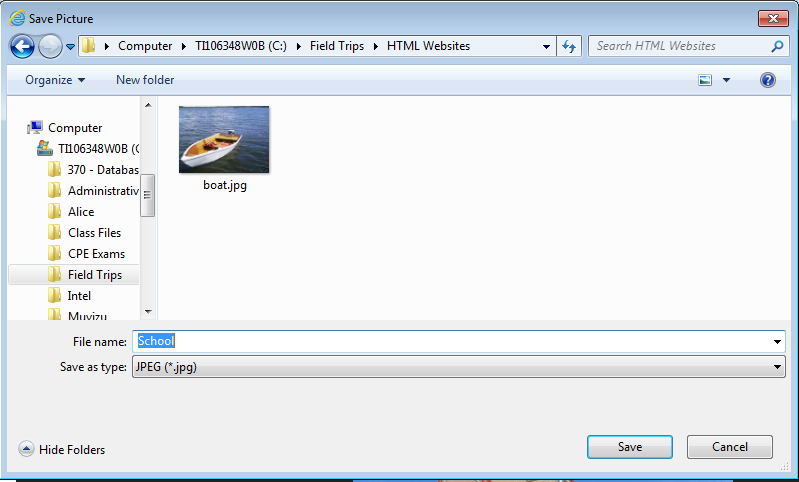 Save Picture
Computer TI106348W0B (C:) Field Trips HTML Websites Search HTML Websites
Organize New folder
Computer
TI106348W0B (C
370 - Databas
Administrativ
Alice
Class Files
CPE Exams
Field Trips
Intel
Muvizu
boat.jpg
File name: School
Save as type: JPEG (*.jpg)
Hide Folders Save Cancel